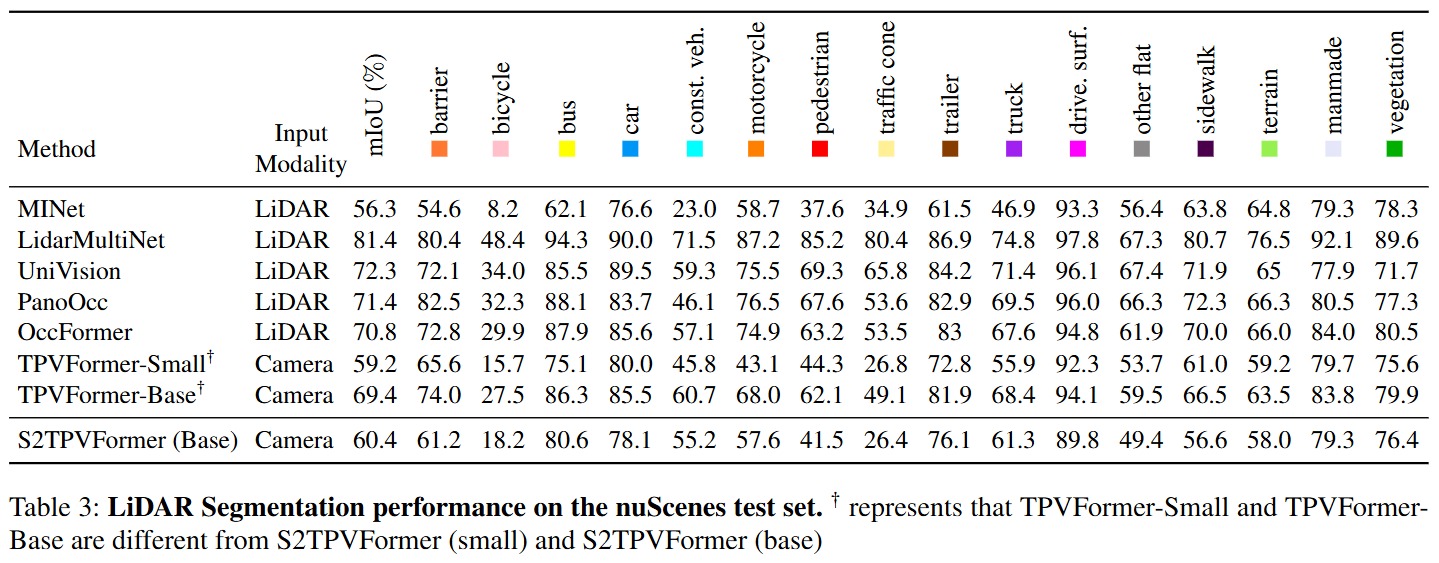 Method Input Modality mIoU (%) barrier bicycle bus car const. veh. motorcycle pedestrian traffic cone trailer truck drive. surf. other flat sidewalk terrain manmade vegetation
MINet LiDAR 56.3 54.6 8.2 62.1 76.6 23.0 58.7 37.6 34.9 61.5 46.9 93.3 56.4 63.8 64.8 79.3 78.3
LidarMultiNet LiDAR 81.4 80.4 48.4 94.3 90.0 71.5 87.2 85.2 80.4 86.9 74.8 97.8 67.3 80.7 76.5 92.1 89.6
UniVision LiDAR 72.3 72.1 34.0 85.5 89.5 59.3 75.5 69.3 65.8 84.2 71.4 96.1 67.4 71.9 65 77.9 71.7
PanoOcc LiDAR 71.4 82.5 32.3 88.1 83.7 46.1 76.5 67.6 53.6 82.9 69.5 96.0 66.3 72.3 66.3 80.5 77.3
OccFormer LiDAR 70.8 72.8 29.9 87.9 85.6 57.1 74.9 63.2 53.5 83 67.6 94.8 61.9 70.0 66.0 84.0 80.5
TPVFormer-Small† Camera 59.2 65.6 15.7 75.1 80.0 45.8 43.1 44.3 26.8 72.8 55.9 92.3 53.7 61.0 59.2 79.7 75.6
TPVFormer-Base† Camera 69.4 74.0 27.5 86.3 85.5 60.7 68.0 62.1 49.1 81.9 68.4 94.1 59.5 66.5 63.5 83.8 79.9
S2TPVFormer (Base) Camera 60.4 61.2 18.2 80.6 78.1 55.2 57.6 41.5 26.4 76.1 61.3 89.8 49.4 56.6 58.0 79.3 76.4
Table 3: LiDAR Segmentation performance on the nuScenes test set. † represents that TPVFormer-Small and TPVFormer-
Base are different from S2TPVFormer (small) and S2TPVFormer (base)